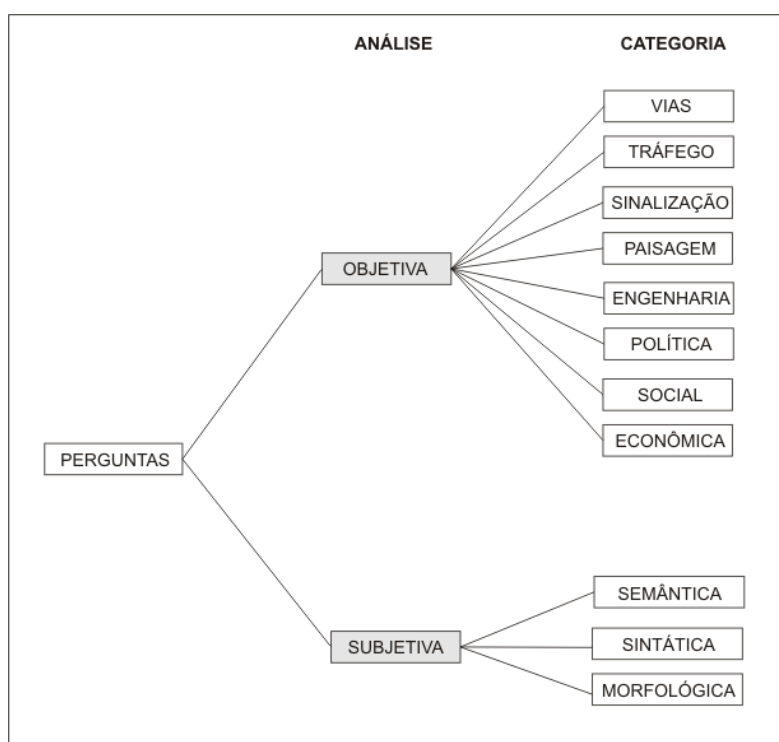 ANÁLISE
CATEGORIA
VIAS
TRÁFEGO
SINALIZAÇÃO
PAISAGEM
OBJETIVA
ENGENHARIA
POLÍTICA
SOCIAL
ECONÔMICA
PERGUNTAS
SEMÂNTICA
SUBJETIVA
SINTÁTICA
MORFOLÓGICA